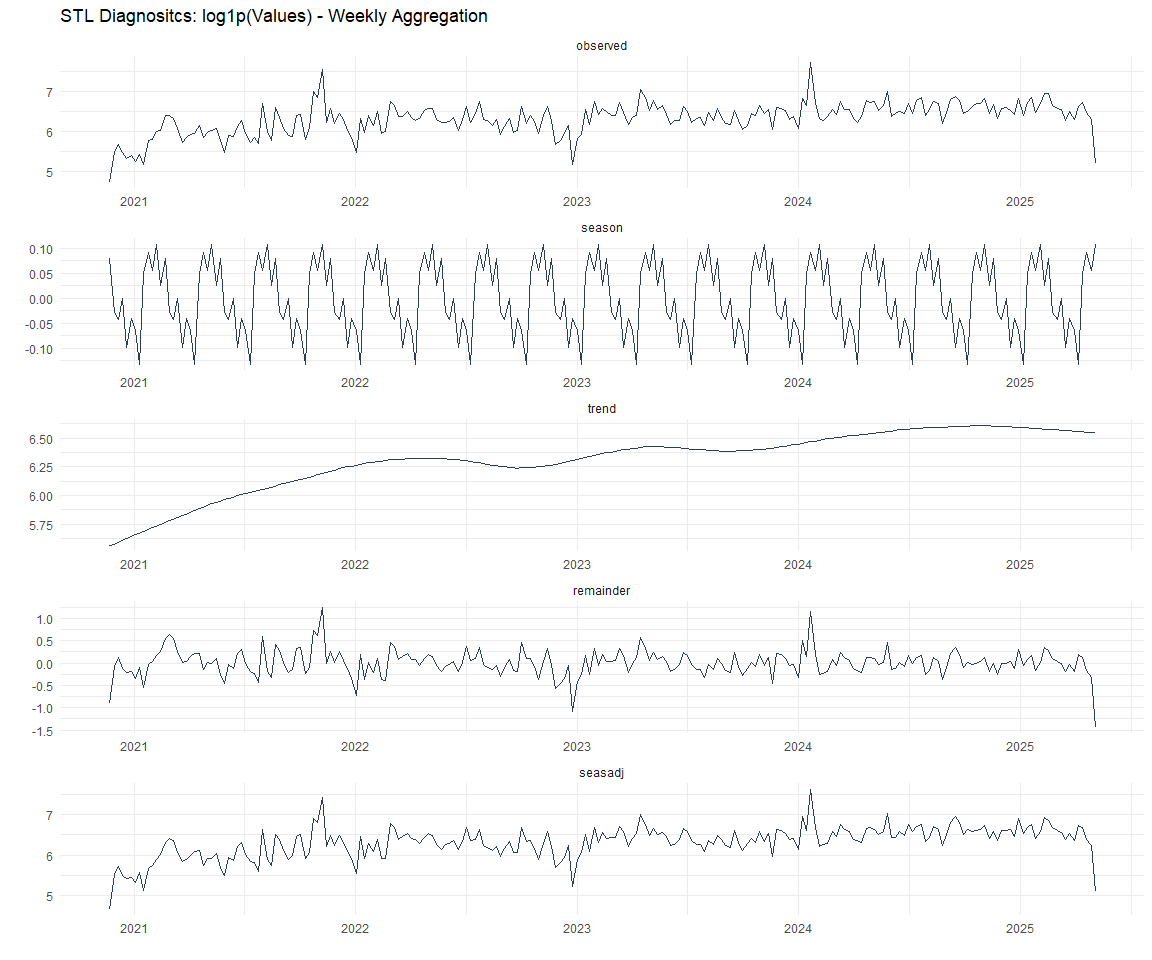 STL Diagnositcs: log1p(Values) - Weekly Aggregation
observed
7
6
5
2021 2022 2023 2024 2025
season
0.10
0.05
0.00
-0.05
-0.10
2021 2022 2023 2024 2025
trend
6.50
6.25
6.00
5.75
2021 2022 2023 2024 2025
remainder
1.0
0.5
0.0
-0.5
-1.0
-1.5
2021 2022 2023 2024 2025
seasadj
7
6
5
2021 2022 2023 2024 2025